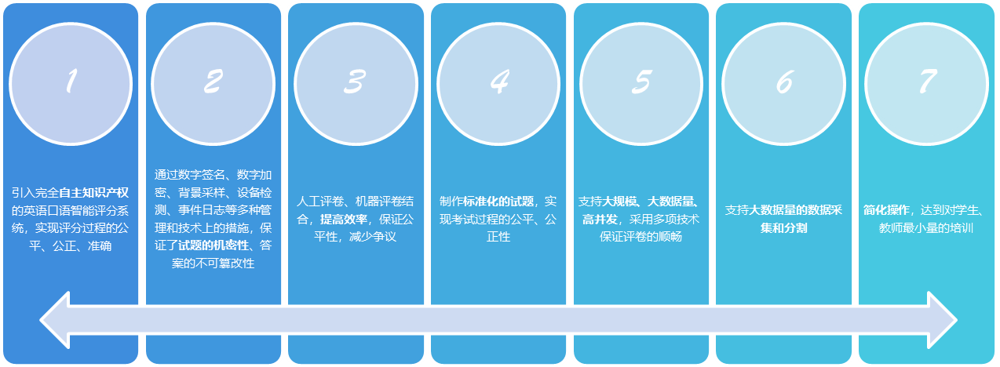 1
引入完全自主知识产权
的英语口语智能评分系
统，实现评分过程的公
平、公正、准确
2
通过数字签名、数字加
密、背景采样、设备检
测、事件日志等多种管
理和技术上的措施，保
证了试题的机密性、答
案的不可篡改性
3
人工评卷、机器评卷结
合，提高效率，保证公
平性，减少争议
4
制作标准化的试题，实
现考试过程的公平、公
正性
5
支持大规模、大数据量、
高并发，采用多项技术
保证评卷的顺畅
6
支持大数据量的数据采
集和分割
7
简化操作，达到对学生、
教师最小量的培训